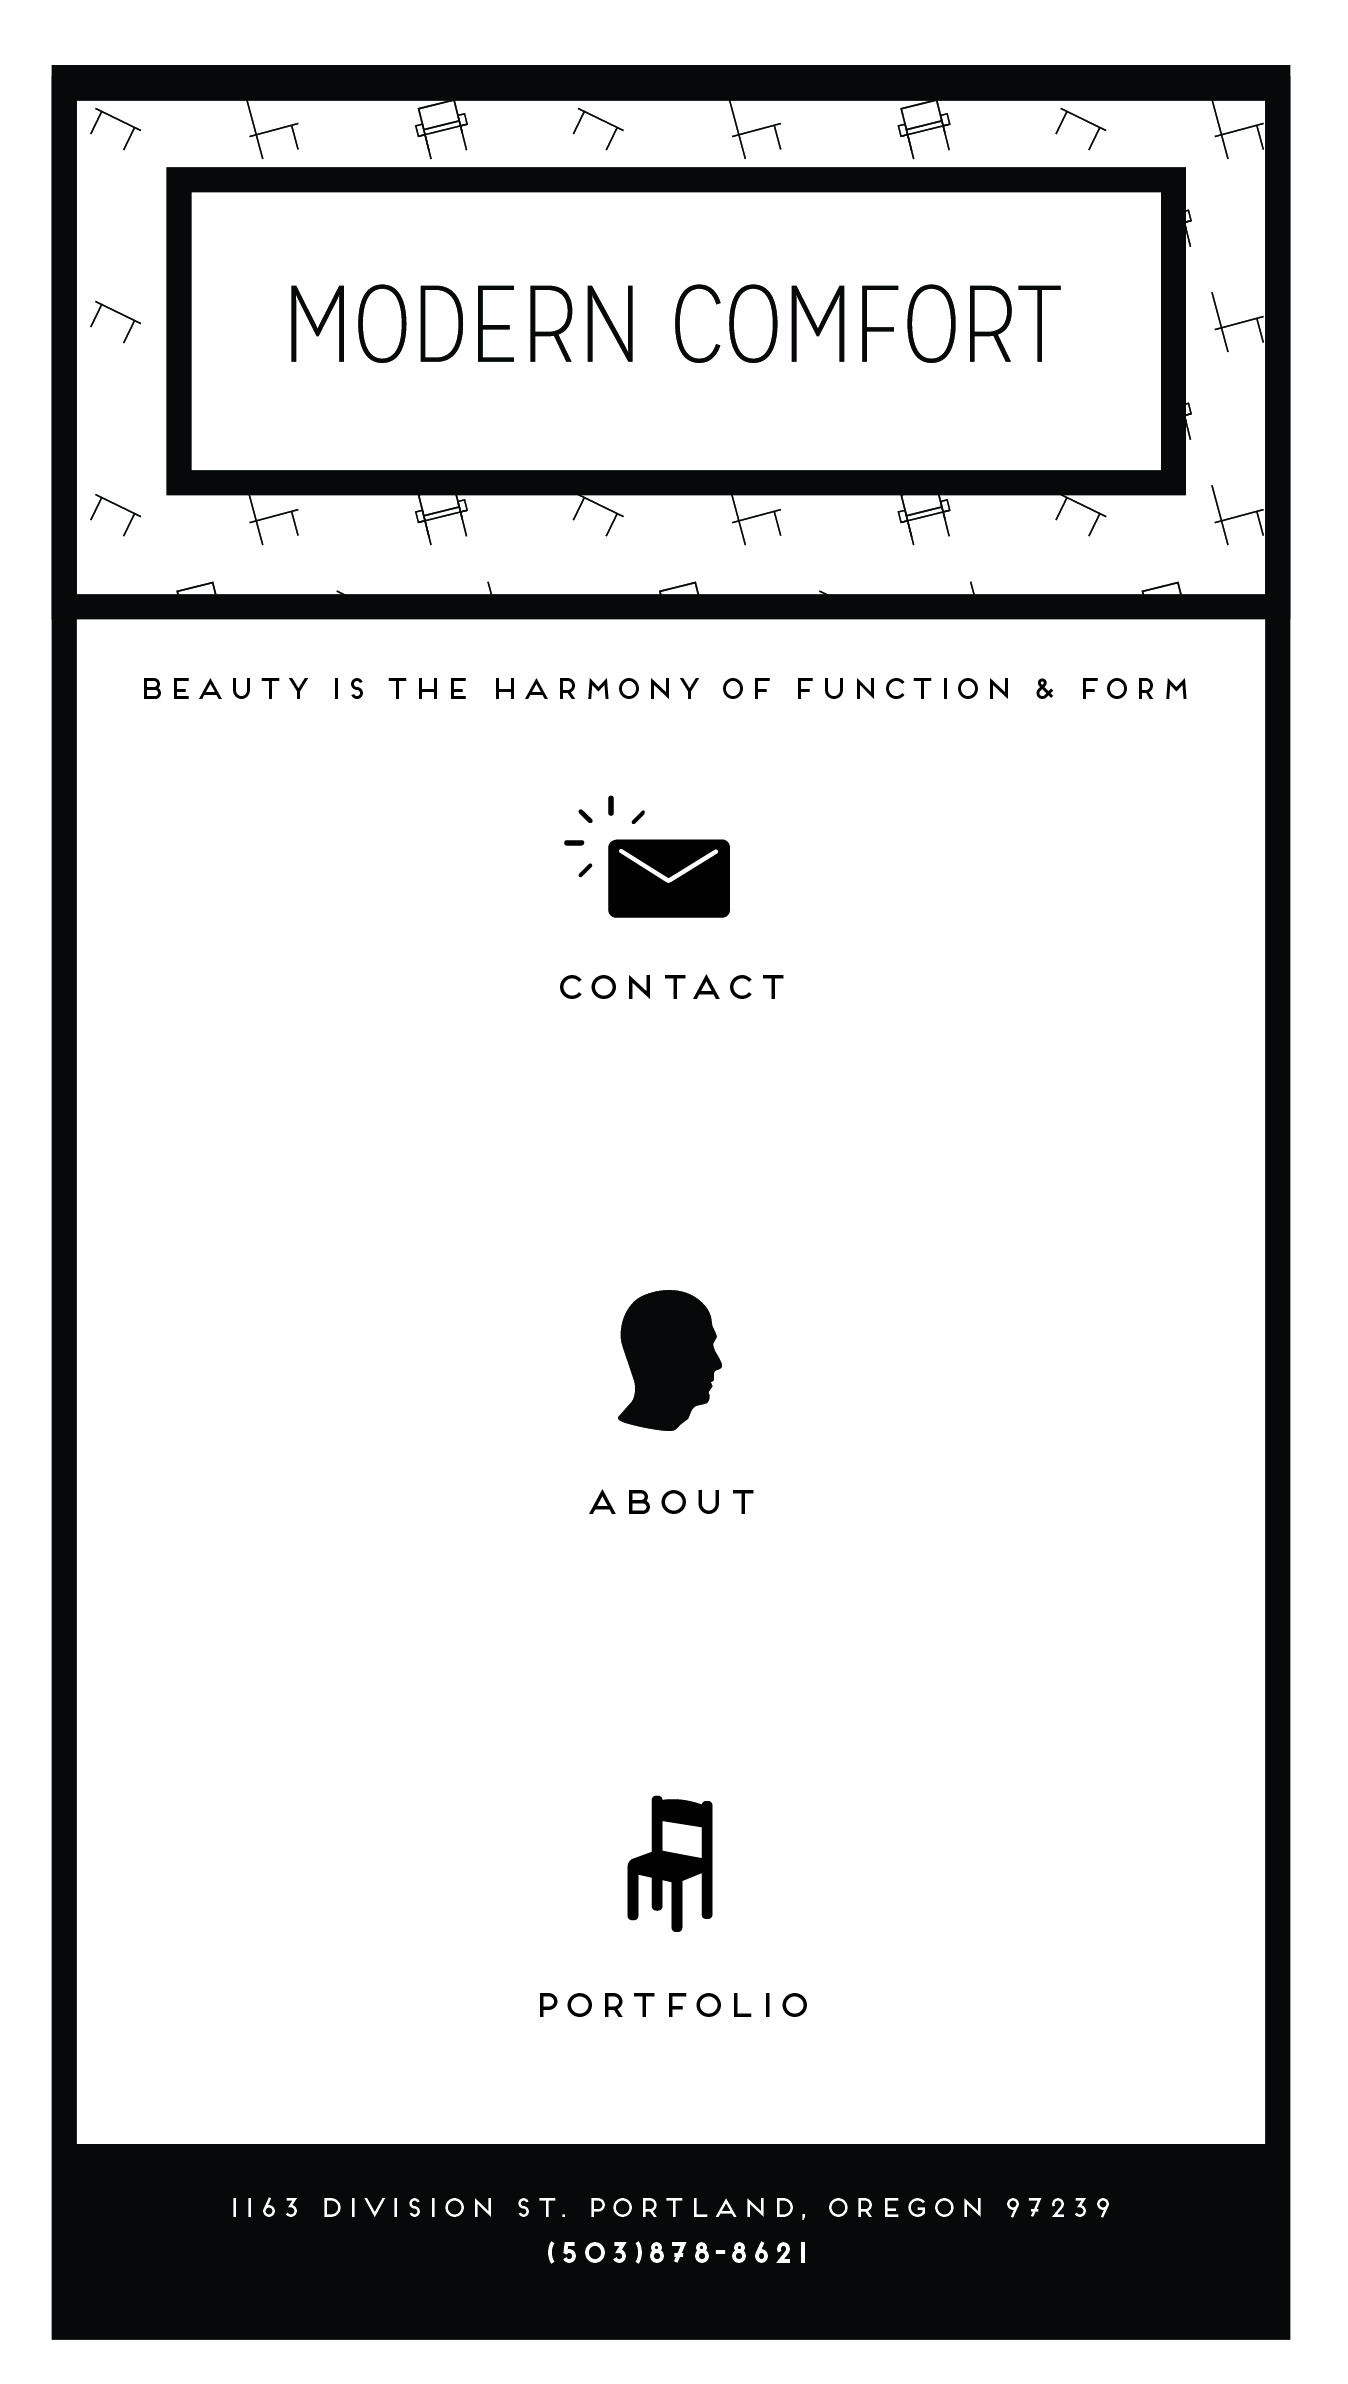 MODERN COMFORT
BEAUTY IS THE HARMONY OF FUNCTION & FORM
CONTACT
ABOUT
PORTFOLIO
1163 DIVISION ST. PORTLAND, OREGON 97239
(503)878-8621